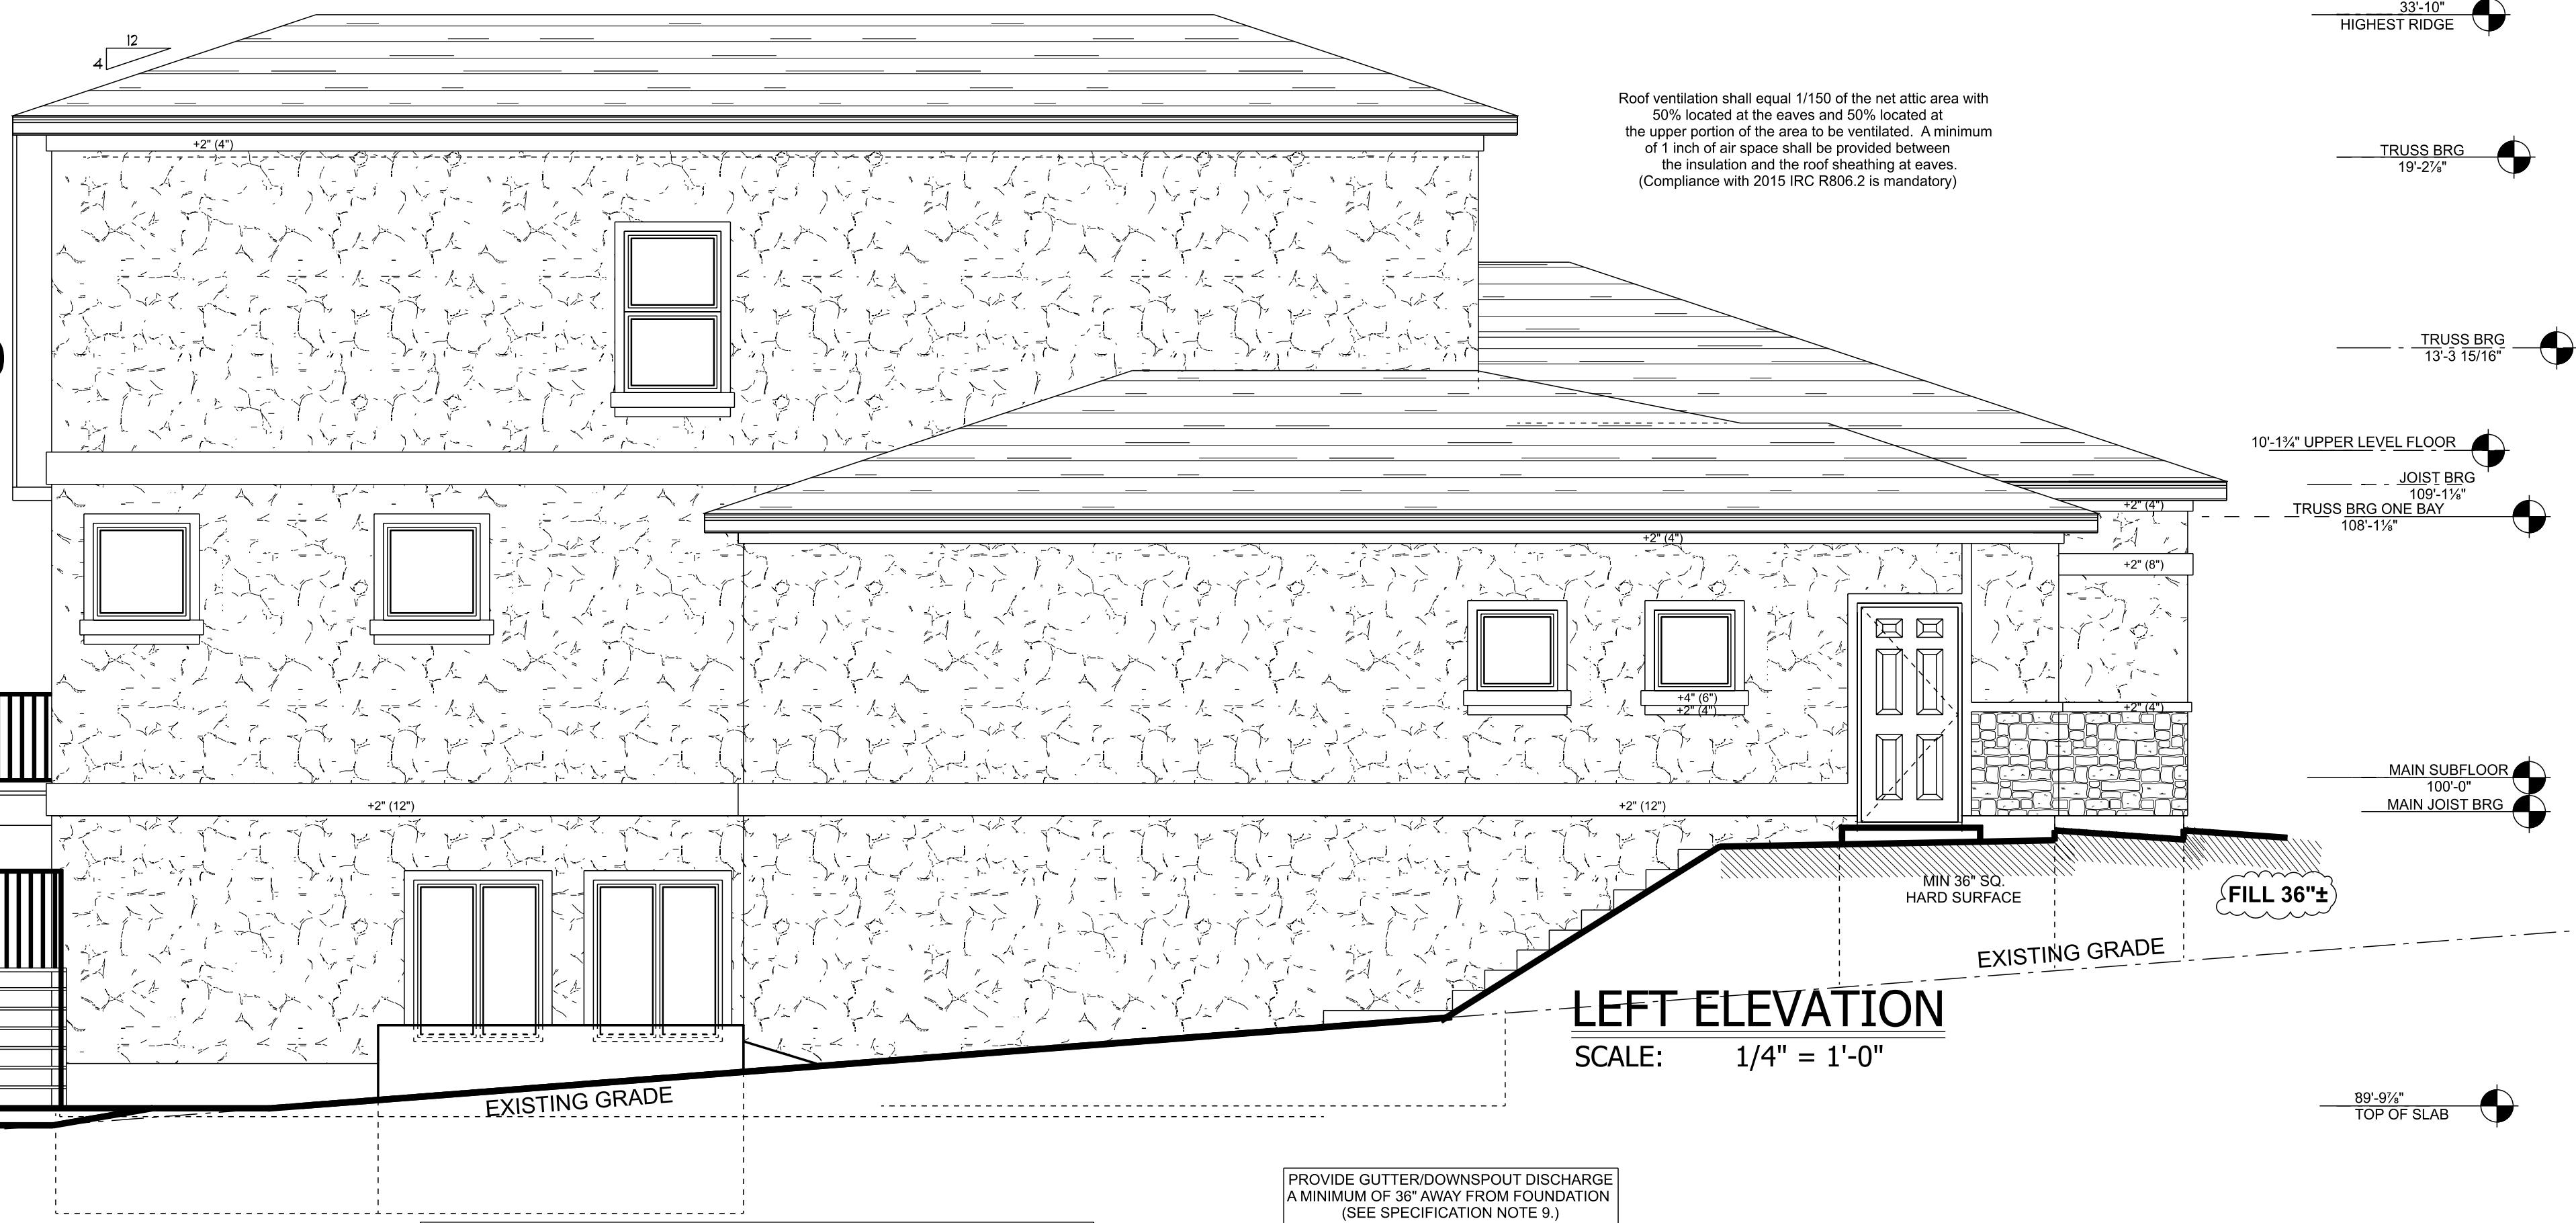 33'-10"
HIGHEST RIDGE
12
4
Roof ventilation shall equal 1/150 of the net attic area with
50% located at the eaves and 50% located at
the upper portion of the area to be ventilated. A minimum
of 1 inch of air space shall be provided between
the insulation and the roof sheathing at eaves.
(Compliance with 2015 IRC R806.2 is mandatory)
+2" (4")
TRUSS BRG
19'-2⅞"
TRUSS BRG
13'-3 15/16"
10'-1¾" UPPER LEVEL FLOOR
JOIST BRG
109'-1⅛"
+2" (4")
TRUSS BRG ONE BAY
108'-1⅛"
+2" (4")
+2" (8")
+4" (6")
+2" (4")
+2" (4")
MAIN SUBFLOOR
100'-0"
MAIN JOIST BRG
+2" (12")
+2" (12")
MIN 36" SQ.
HARD SURFACE
FILL 36"±
EXISTING GRADE
LEFT ELEVATION
SCALE: 1/4" = 1'-0"
EXISTING GRADE
89'-9⅞"
TOP OF SLAB
PROVIDE GUTTER/DOWNSPOUT DISCHARGE
A MINIMUM OF 36" AWAY FROM FOUNDATION
(SEE SPECIFICATION NOTE 9.)